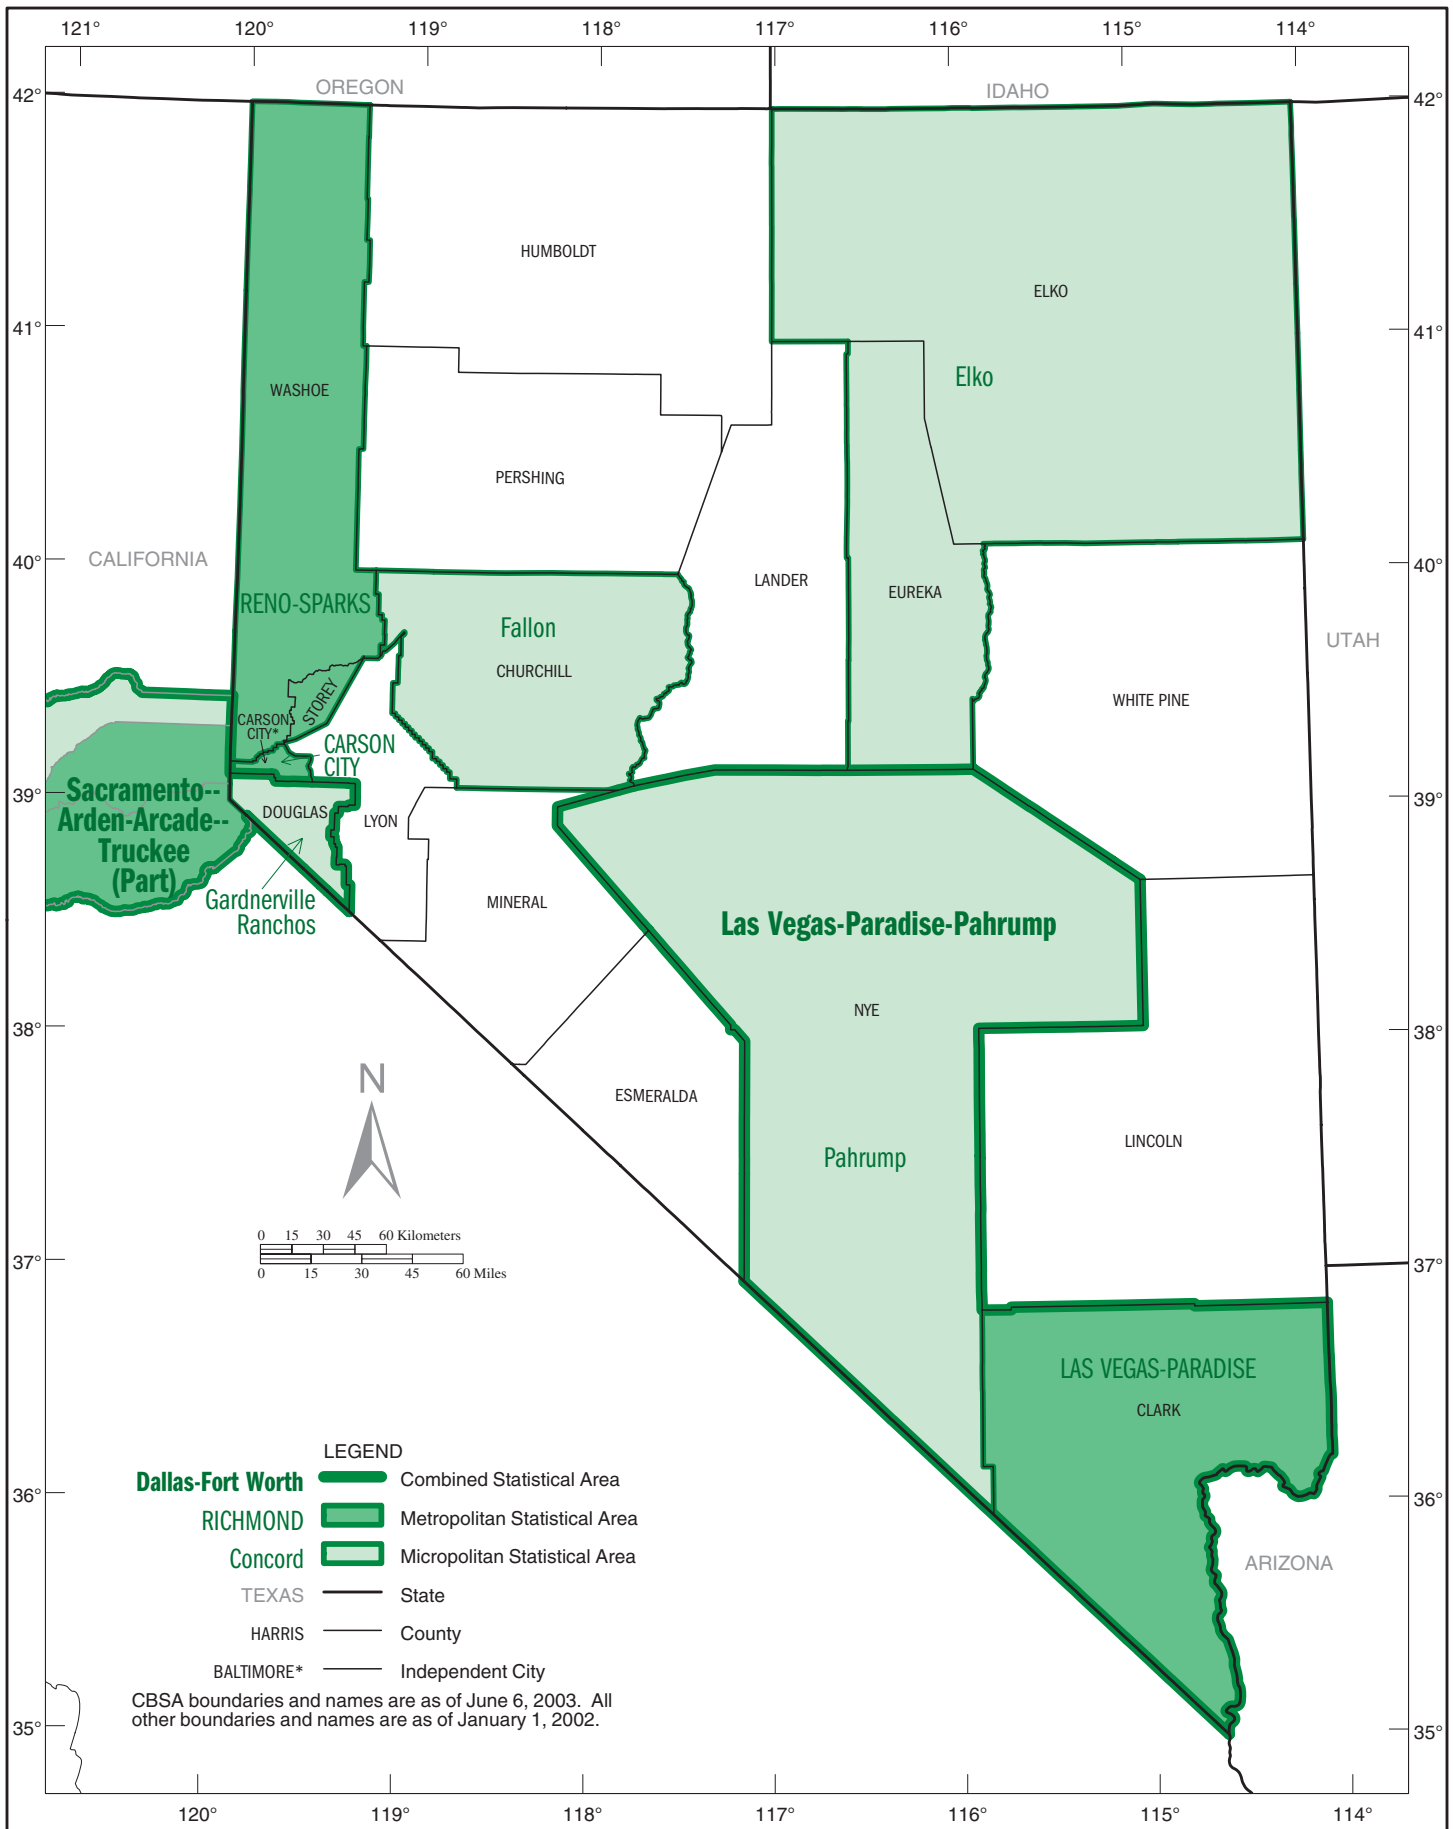 121° 120° 119° 118° 117° 116° 115° 114°
OREGON
IDAHO
42°
42°
HUMBOLDT
ELKO
41°
41°
Elko
WASHOE
PERSHING
CALIFORNIA
40°
40°
LANDER
EUREKA
RENO-SPARKS
Fallon
UTAH
CHURCHILL
WHITE PINE
STOREY
CARSON
CITY*
CARSON
CITY
39°
39°
Sacramento--
Arden-Arcade--
Truckee
(Part)
DOUGLAS
LYON
Gardnerville
Ranchos
MINERAL
Las Vegas-Paradise-Pahrump
NYE
38°
38°
N
ESMERALDA
LINCOLN
Pahrump
0 15 30 45 60 Kilometers
0 15 30 45 60 Miles
37°
37°
LAS VEGAS-PARADISE
CLARK
LEGEND
Dallas-Fort Worth Combined Statistical Area
36°
36°
RICHMOND Metropolitan Statistical Area
Concord Micropolitan Statistical Area
ARIZONA
TEXAS State
HARRIS County
BALTIMORE* Independent City
CBSA boundaries and names are as of June 6, 2003. All
other boundaries and names are as of January 1, 2002.
35°
35°
120° 119° 118° 117° 116° 115° 114°